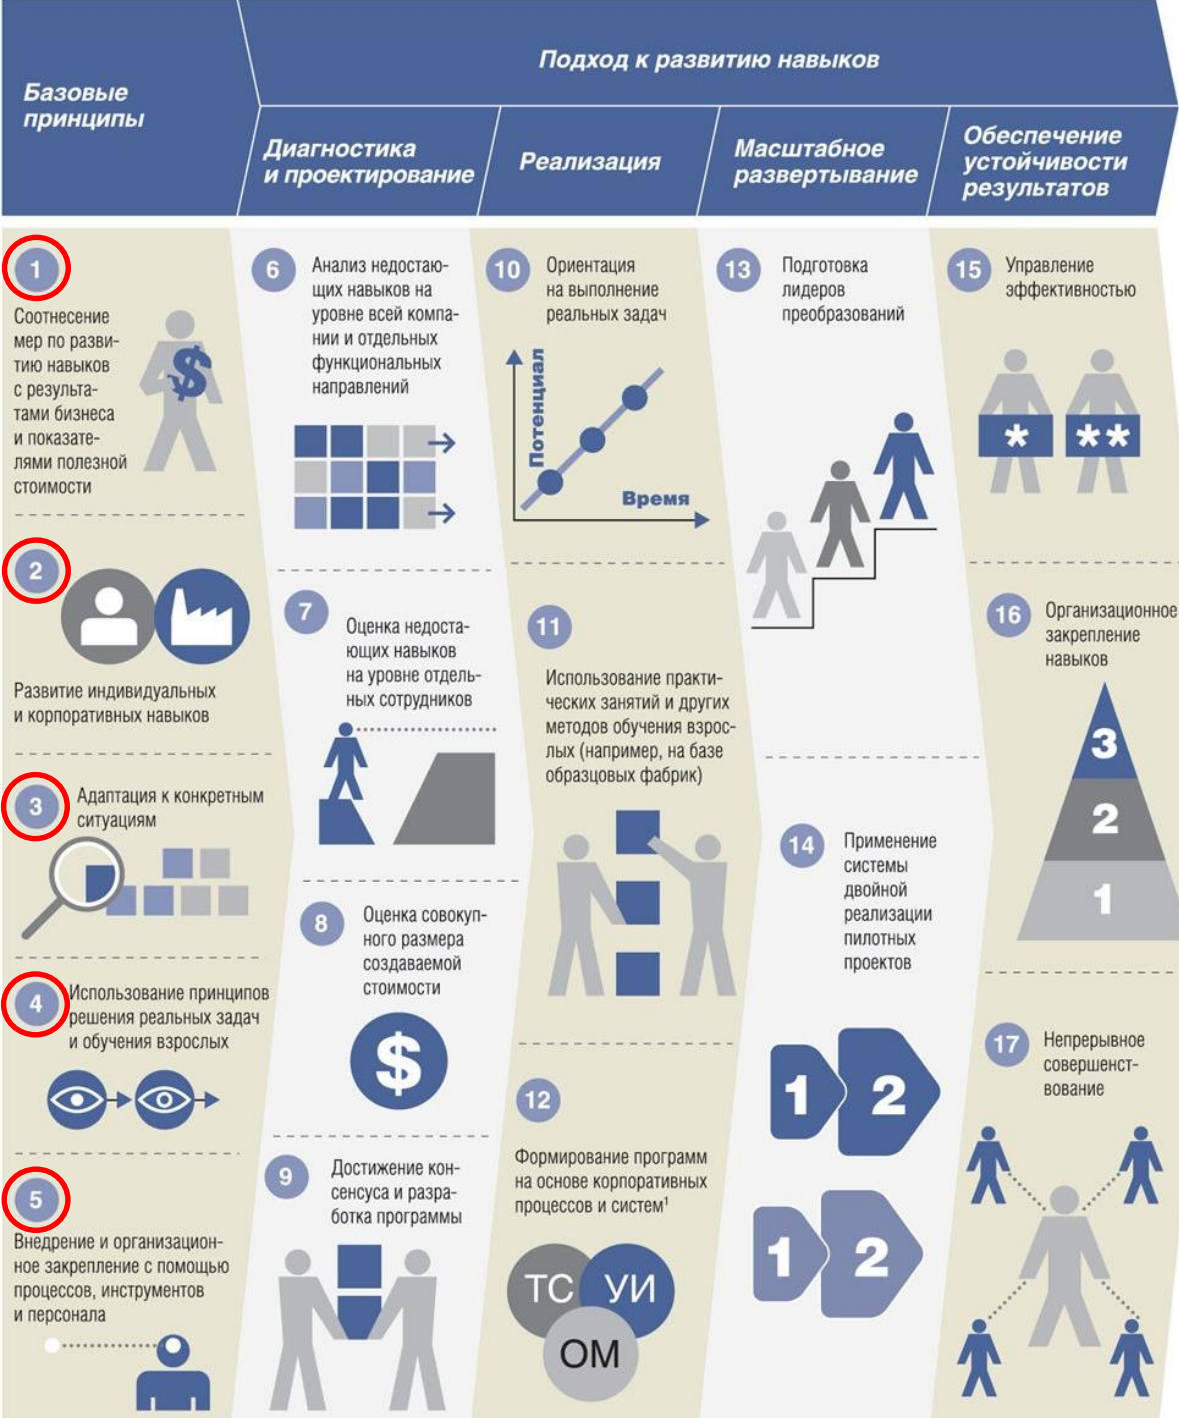 Базовые
принципы
Подход к развитию навыков
Диагностика
и проектирование
Реализация
Масштабное
развертывание
Обеспечение
устойчивости
результатов
1
Соотнесение
мер по разви-
тию навыков
с результа-
тами бизнеса
и показате-
лями полезной
стоимости
$
2
Развитие индивидуальных
и корпоративных навыков
3
Адаптация к конкретным
ситуациям
4
Использование принципов
решения реальных задач
и обучения взрослых
5
Внедрение и организацион-
ное закрепление с помощью
процессов, инструментов
и персонала
6
Анализ недостаю-
щих навыков на
уровне всей компа-
нии и отдельных
функциональных
направлений
7
Оценка недоста-
ющих навыков
на уровне отдель-
ных сотрудников
8
Оценка совокуп-
ного размера
создаваемой
стоимости
$
9
Достижение кон-
сенсуса и разра-
ботка программы
10
Ориентация
на выполнение
реальных задач
Потенциал
Время
11
Использование практи-
ческих занятий и других
методов обучения взрос-
лых (например, на базе
образцовых фабрик)
12
Формирование программ
на основе корпоративных
процессов и систем¹
ТС УИ
ОМ
13
Подготовка
лидеров
преобразований
14
Применение
системы
двойной
реализации
пилотных
проектов
1 2
1 2
15
Управление
эффективностью
* **
16
Организационное
закрепление
навыков
3
2
1
17
Непрерывное
совершенст-
вование